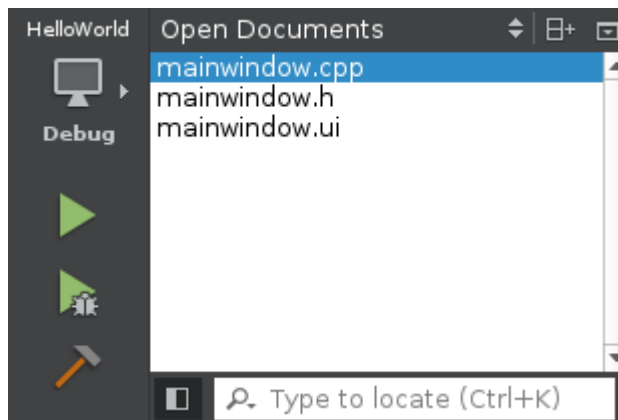 HelloWorld
Open Documents
mainwindow.cpp
mainwindow.h
mainwindow.ui
Debug
Type to locate (Ctrl+K)